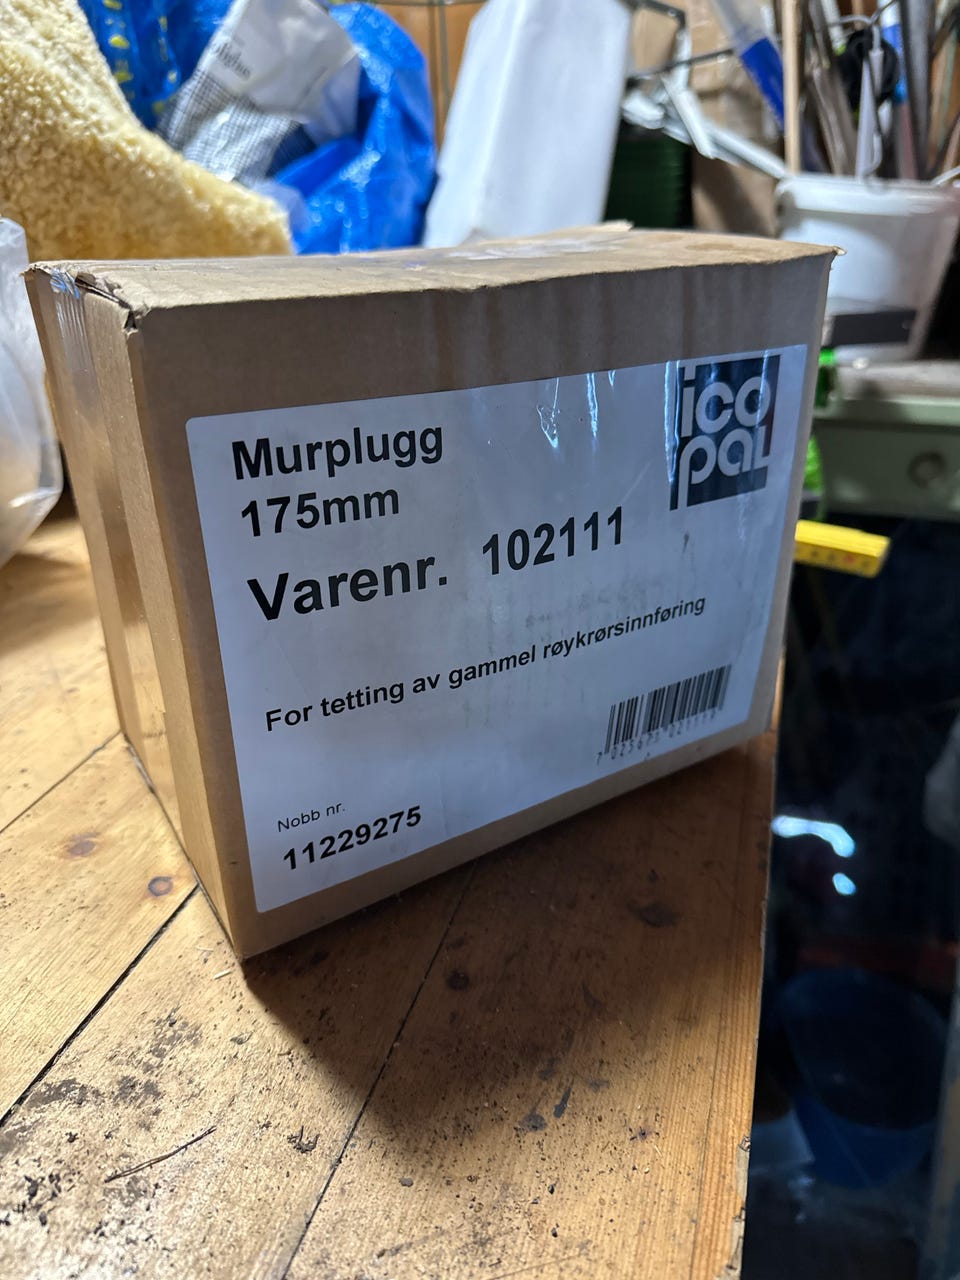 Murplugg
175mm
ico
pal
Varenr. 102111
For tetting av gammel røykrørsinnføring
Nobb nr.
11229275